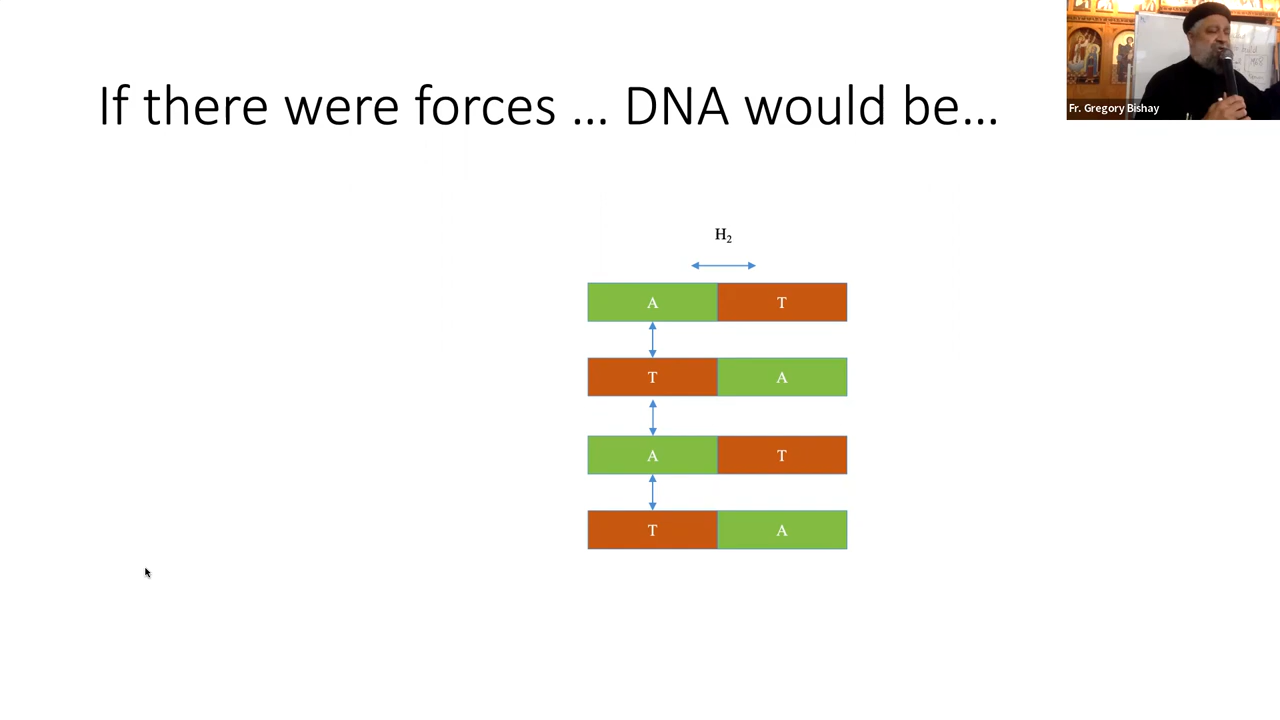 If there were forces … DNA would be…
Fr. Gregory Bishay
H₂
A T
T A
A T
T A